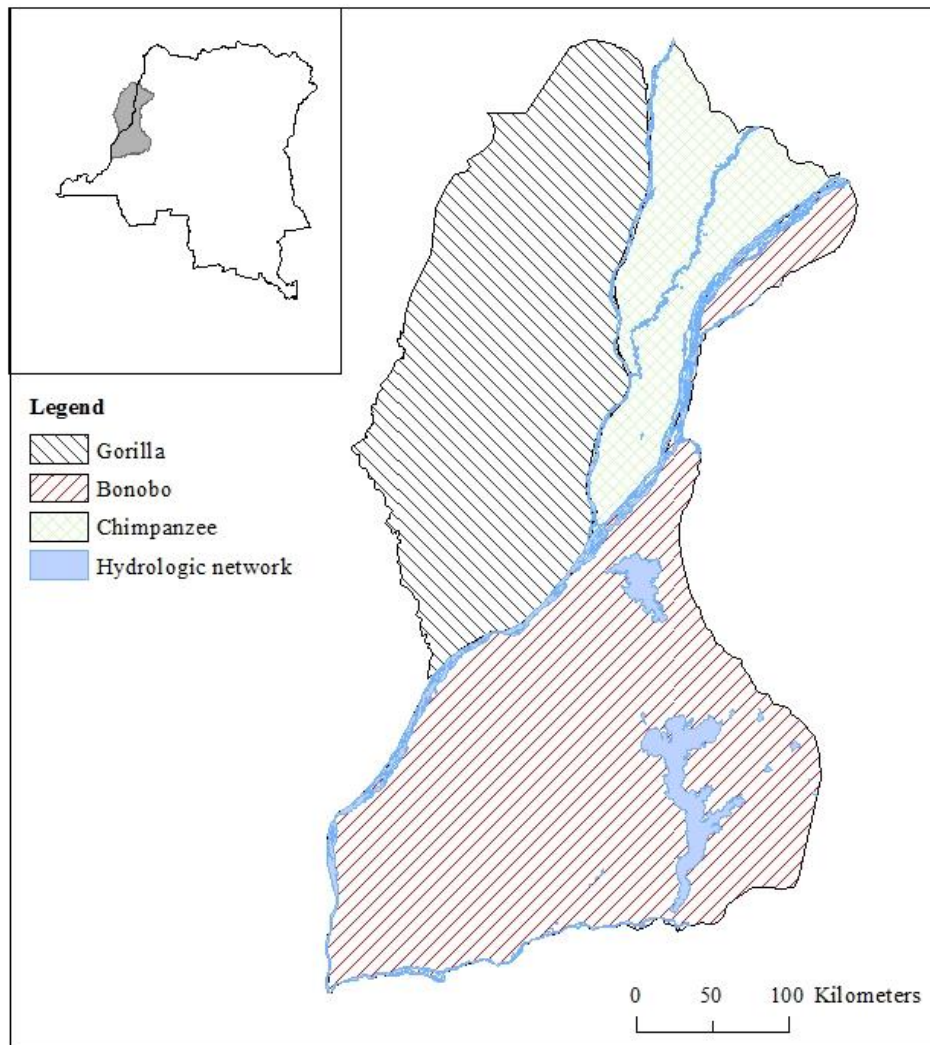 Legend
Gorilla
Bonobo
Chimpanzee
Hydrologic network
0 50 100 Kilometers